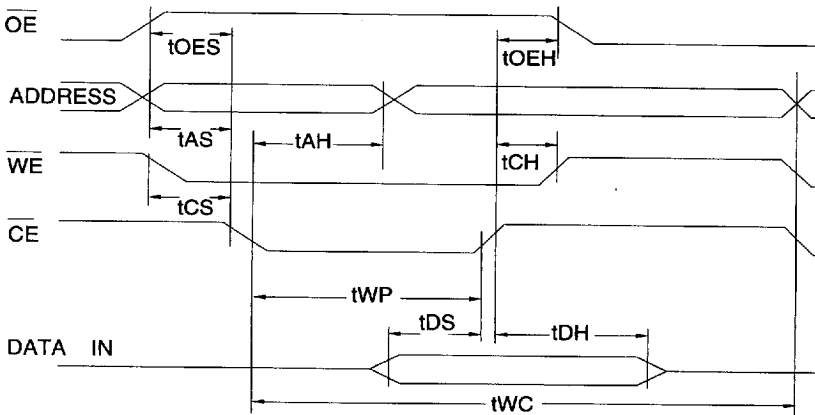 OE
tOES
tOEH
ADDRESS
tAS
tAH
tCH
WE
tCS
CE
tWP
tDS
tDH
DATA IN
tWC